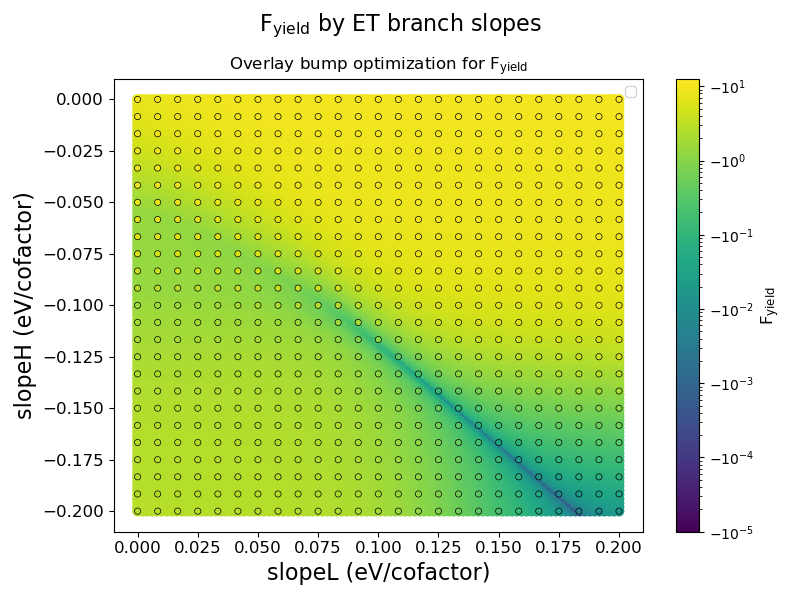 F_yield by ET branch slopes
Overlay bump optimization for F_yield
slopeH (eV/cofactor)
0.000
−0.025
−0.050
−0.075
−0.100
−0.125
−0.150
−0.175
−0.200
0.000 0.025 0.050 0.075 0.100 0.125 0.150 0.175 0.200
slopeL (eV/cofactor)
−10^1
−10^0
−10^−1
−10^−2
−10^−3
−10^−4
−10^−5
F_yield